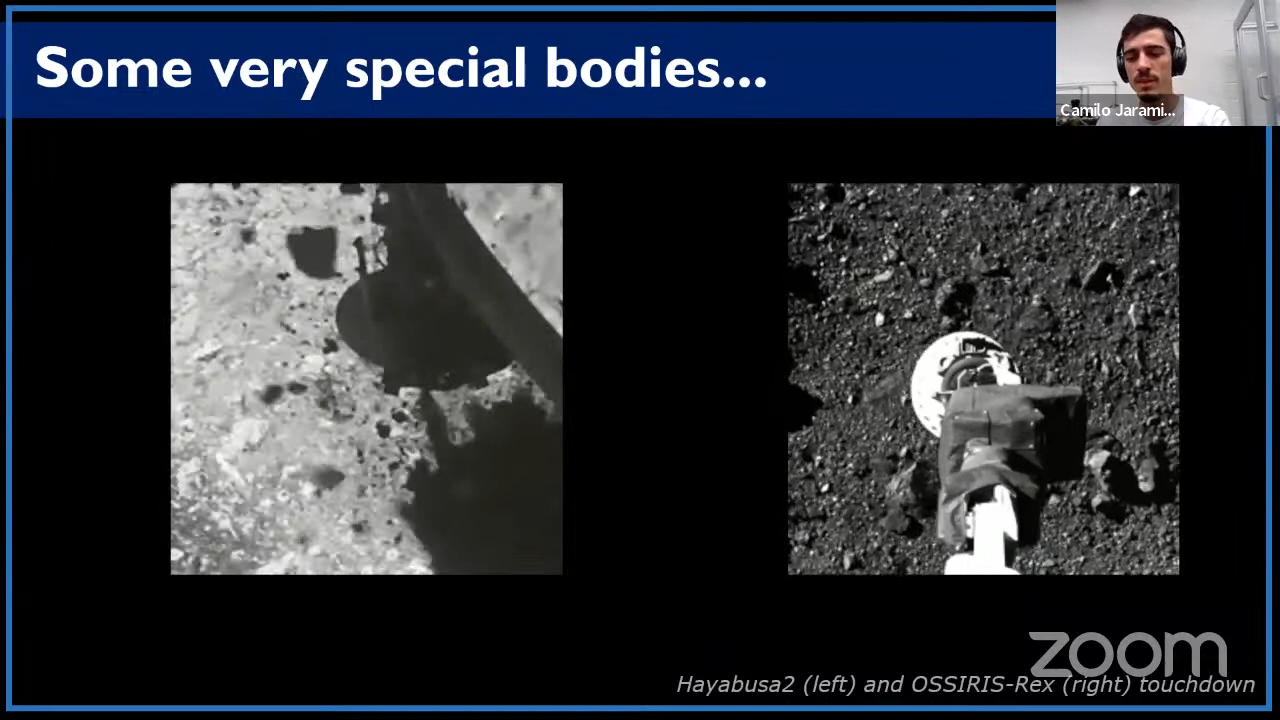 Some very special bodies...
Camilo Jarami...
zoom
Hayabusa2 (left) and OSSIRIS-Rex (right) touchdown